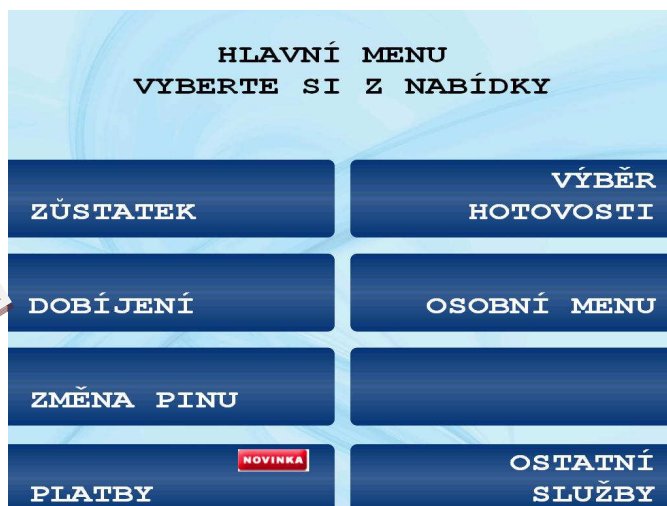 HLAVNÍ MENU
VYBERTE SI Z NABÍDKY
ZŮSTATEK
VÝBĚR
HOTOVOSTI
DOBÍJENÍ
OSOBNÍ MENU
ZMĚNA PINU
NOVINKA
PLATBY
OSTATNÍ
SLUŽBY